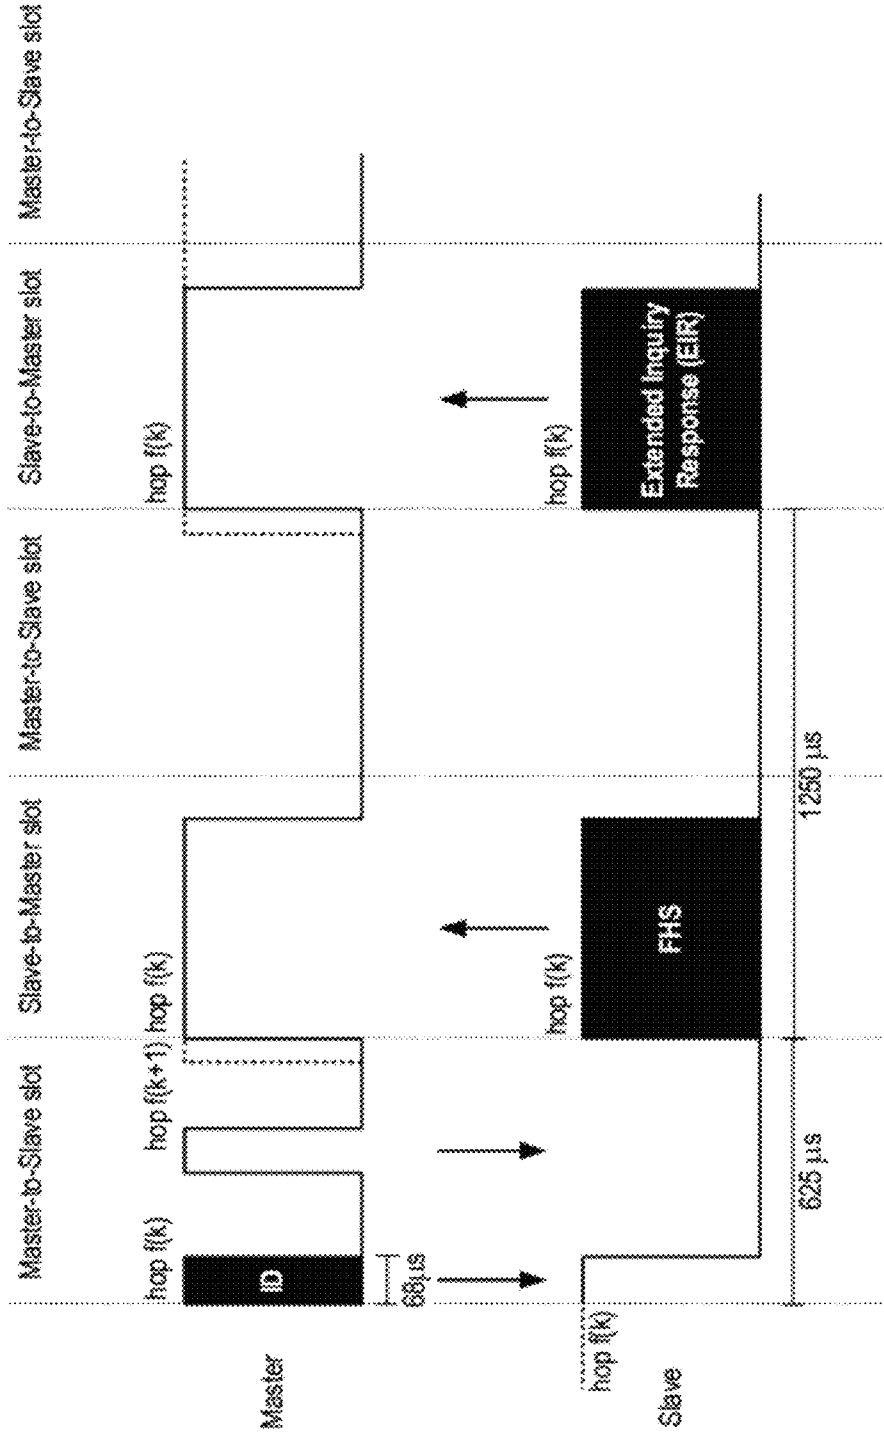 Master-to-Slave slot
Slave-to-Master slot
Master-to-Slave slot
Slave-to-Master slot
Master-to-Slave slot
hop f(k)
hop f(k+1)
hop f(k)
hop f(k)
Master
ID
68µs
hop f(k)
hop f(k)
hop f(k)
Slave
FHS
Extended Inquiry
Response (EIR)
625 µs
1250 µs